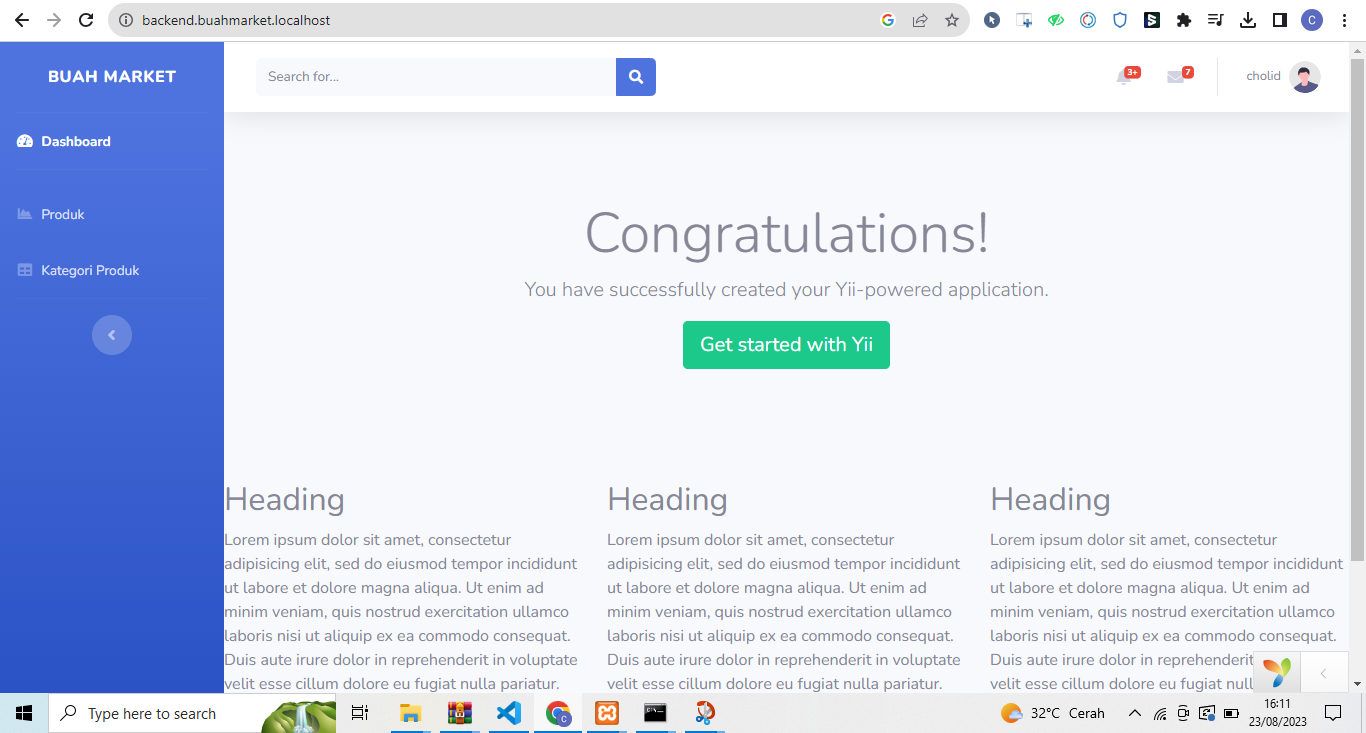 backend.buahmarket.localhost
C
BUAH MARKET
Search for...
3+
7
cholid
Dashboard
Produk
Kategori Produk
Congratulations!
You have successfully created your Yii-powered application.
Get started with Yii
Heading
Lorem ipsum dolor sit amet, consectetur
adipisicing elit, sed do eiusmod tempor incididunt
ut labore et dolore magna aliqua. Ut enim ad
minim veniam, quis nostrud exercitation ullamco
laboris nisi ut aliquip ex ea commodo consequat.
Duis aute irure dolor in reprehenderit in voluptate
velit esse cillum dolore eu fugiat nulla pariatur.
Heading
Lorem ipsum dolor sit amet, consectetur
adipisicing elit, sed do eiusmod tempor incididunt
ut labore et dolore magna aliqua. Ut enim ad
minim veniam, quis nostrud exercitation ullamco
laboris nisi ut aliquip ex ea commodo consequat.
Duis aute irure dolor in reprehenderit in voluptate
velit esse cillum dolore eu fugiat nulla pariatur.
Heading
Lorem ipsum dolor sit amet, consectetur
adipisicing elit, sed do eiusmod tempor incididunt
ut labore et dolore magna aliqua. Ut enim ad
minim veniam, quis nostrud exercitation ullamco
laboris nisi ut aliquip ex ea commodo consequat.
Duis aute irure dolor in reprehenderit
velit esse cillum dolore eu fugiat null
Type here to search
C
32°C Cerah
16:11
23/08/2023